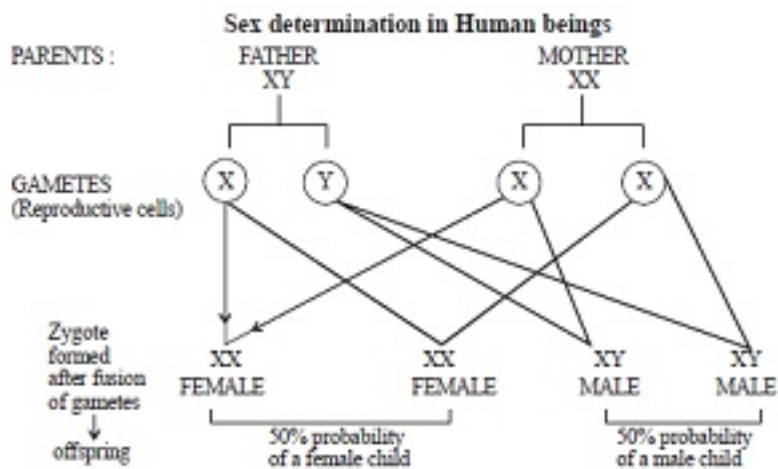 Sex determination in Human beings
PARENTS : FATHER MOTHER
XY XX
X Y X X
GAMETES
(Reproductive cells)
Zygote
formed
after fusion
of gametes
offspring
XX XX XY XY
FEMALE FEMALE MALE MALE
50% probability
of a female child
50% probability
of a male child